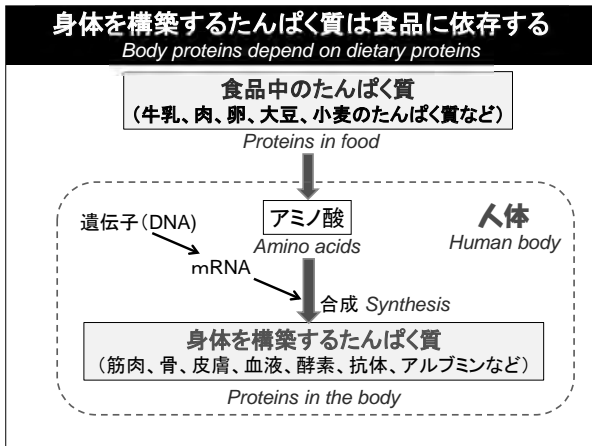 身体を構築するたんぱく質は食品に依存する
Body proteins depend on dietary proteins
食品中のたんぱく質
（牛乳、肉、卵、大豆、小麦のたんぱく質など）
Proteins in food
アミノ酸
Amino acids
人体
Human body
遺伝子（DNA)
mRNA
合成 Synthesis
身体を構築するたんぱく質
（筋肉、骨、皮膚、血液、酵素、抗体、アルブミンなど）
Proteins in the body